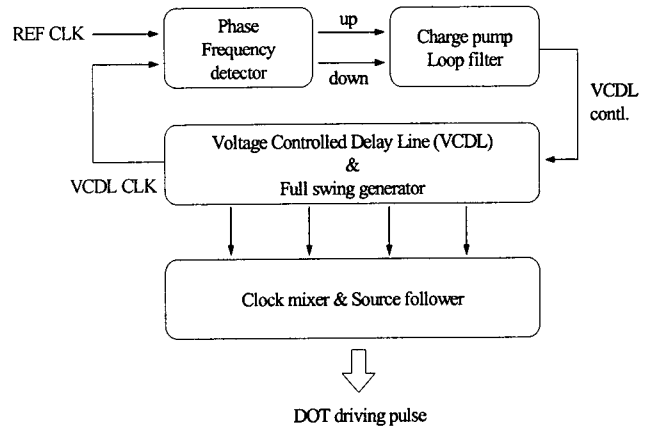 REF CLK
Phase
Frequency
detector
up
down
Charge pump
Loop filter
VCDL
contl.
Voltage Controlled Delay Line (VCDL)
&
Full swing generator
VCDL CLK
Clock mixer & Source follower
DOT driving pulse